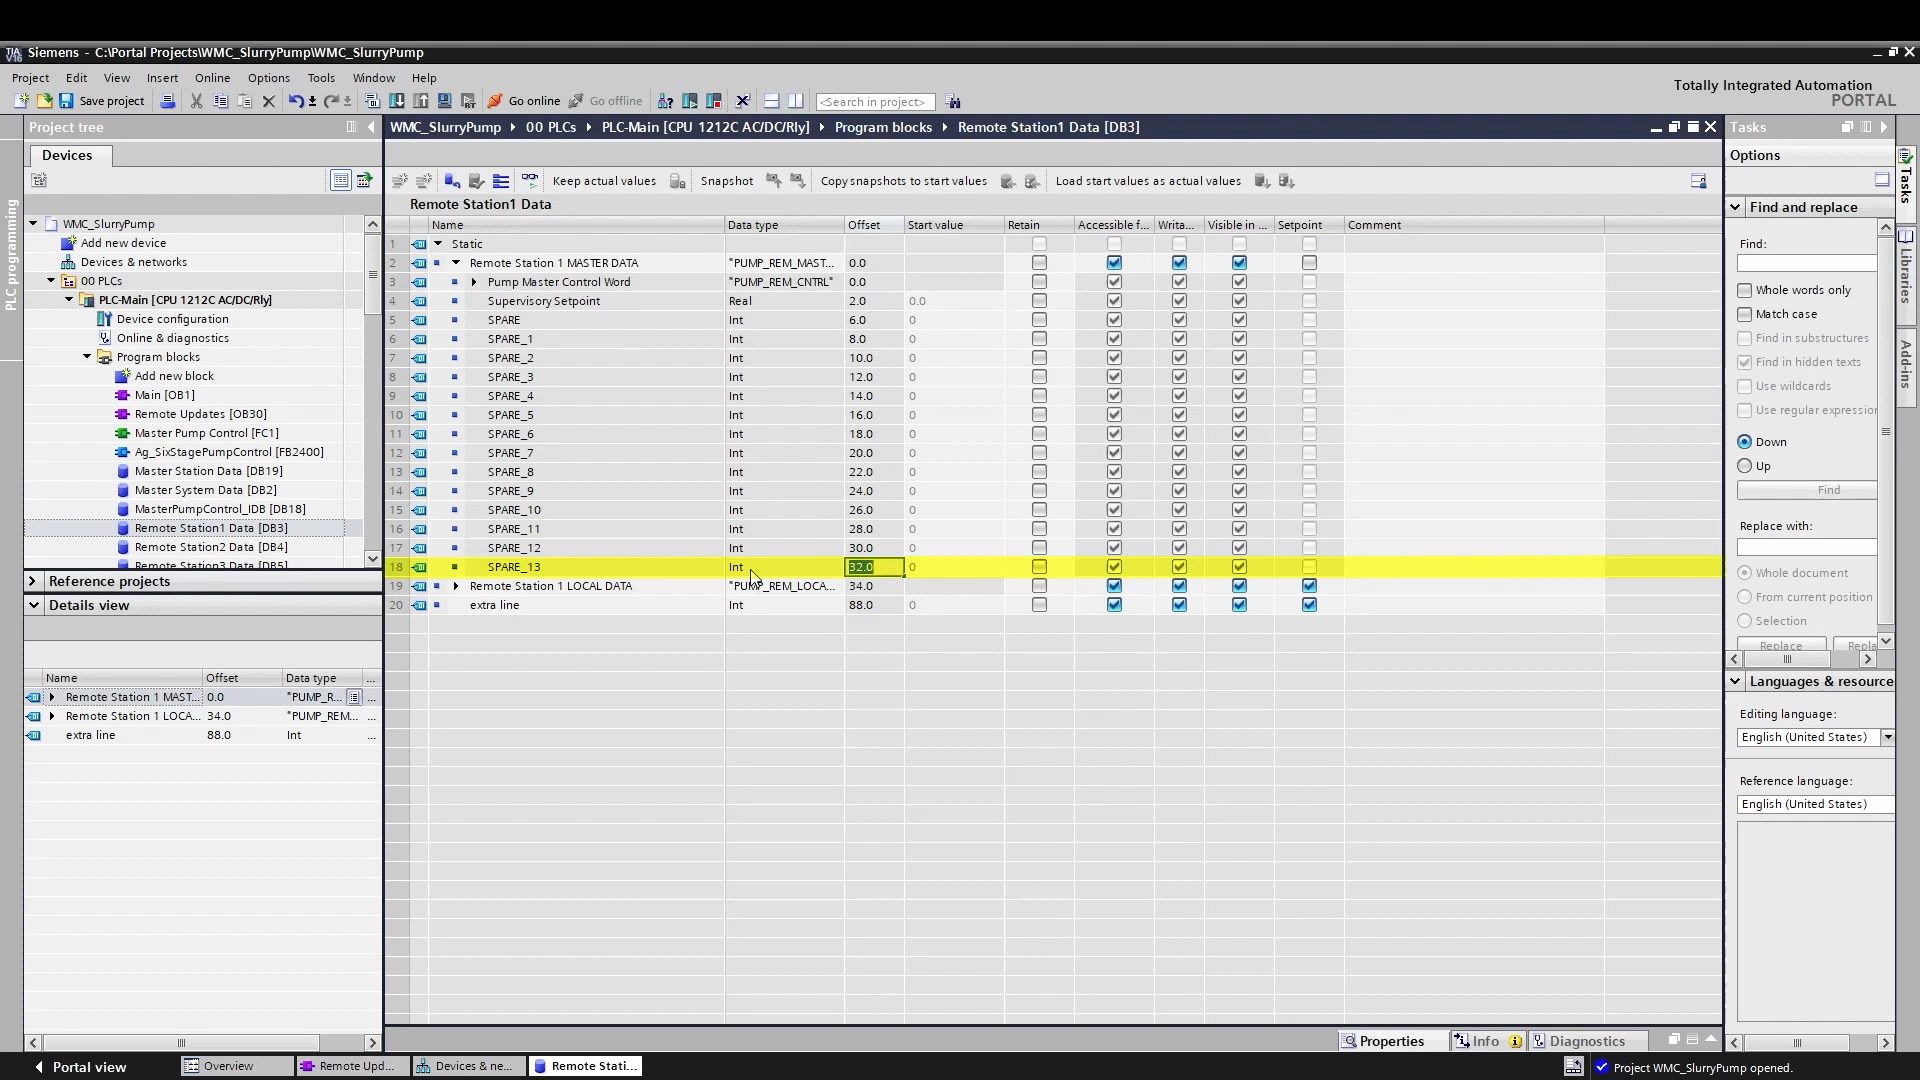 Siemens - C:\Portal Projects\WMC_SlurryPump\WMC_SlurryPump
Project Edit View Insert Online Options Tools Window Help
Totally Integrated Automation
PORTAL
Save project Go online Go offline <Search in project>
Project tree
WMC_SlurryPump 00 PLCs PLC-Main [CPU 1212C AC/DC/Rly] Program blocks Remote Station1 Data [DB3]
Tasks
Devices
Options
Keep actual values Snapshot Copy snapshots to start values Load start values as actual values
Remote Station1 Data
PLC programming
WMC_SlurryPump
Add new device
Devices & networks
00 PLCs
PLC-Main [CPU 1212C AC/DC/Rly]
Device configuration
Online & diagnostics
Program blocks
Add new block
Main [OB1]
Remote Updates [OB30]
Master Pump Control [FC1]
Ag_SixStagePumpControl [FB2400]
Master Station Data [DB19]
Master System Data [DB2]
MasterPumpControl_IDB [DB18]
Remote Station1 Data [DB3]
Remote Station2 Data [DB4]
Remote Station3 Data [DB5]
Reference projects
Details view
Name Offset Data type ...
Remote Station 1 MAST... 0.0 "PUMP_R... ...
Remote Station 1 LOCA... 34.0 "PUMP_REM... ...
extra line 88.0 Int ...
Name Data type Offset Start value Retain Accessible f... Writa... Visible in ... Setpoint Comment
1 Static
2 Remote Station 1 MASTER DATA "PUMP_REM_MAST... 0.0
3 Pump Master Control Word "PUMP_REM_CNTRL" 0.0
4 Supervisory Setpoint Real 2.0 0.0
5 SPARE Int 6.0 0
6 SPARE_1 Int 8.0 0
7 SPARE_2 Int 10.0 0
8 SPARE_3 Int 12.0 0
9 SPARE_4 Int 14.0 0
10 SPARE_5 Int 16.0 0
11 SPARE_6 Int 18.0 0
12 SPARE_7 Int 20.0 0
13 SPARE_8 Int 22.0 0
14 SPARE_9 Int 24.0 0
15 SPARE_10 Int 26.0 0
16 SPARE_11 Int 28.0 0
17 SPARE_12 Int 30.0 0
18 SPARE_13 Int 32.0 0
19 Remote Station 1 LOCAL DATA "PUMP_REM_LOCA... 34.0
20 extra line Int 88.0 0
Find and replace
Find:
Whole words only
Match case
Find in substructures
Find in hidden texts
Use wildcards
Use regular expression
Down
Up
Find
Replace with:
Whole document
From current position
Selection
Replace Repla
Languages & resource
Editing language:
English (United States)
Reference language:
English (United States)
Tasks
Libraries
Add-ins
Properties Info Diagnostics
Portal view Overview Remote Upd... Devices & ne... Remote Stati...
Project WMC_SlurryPump opened.